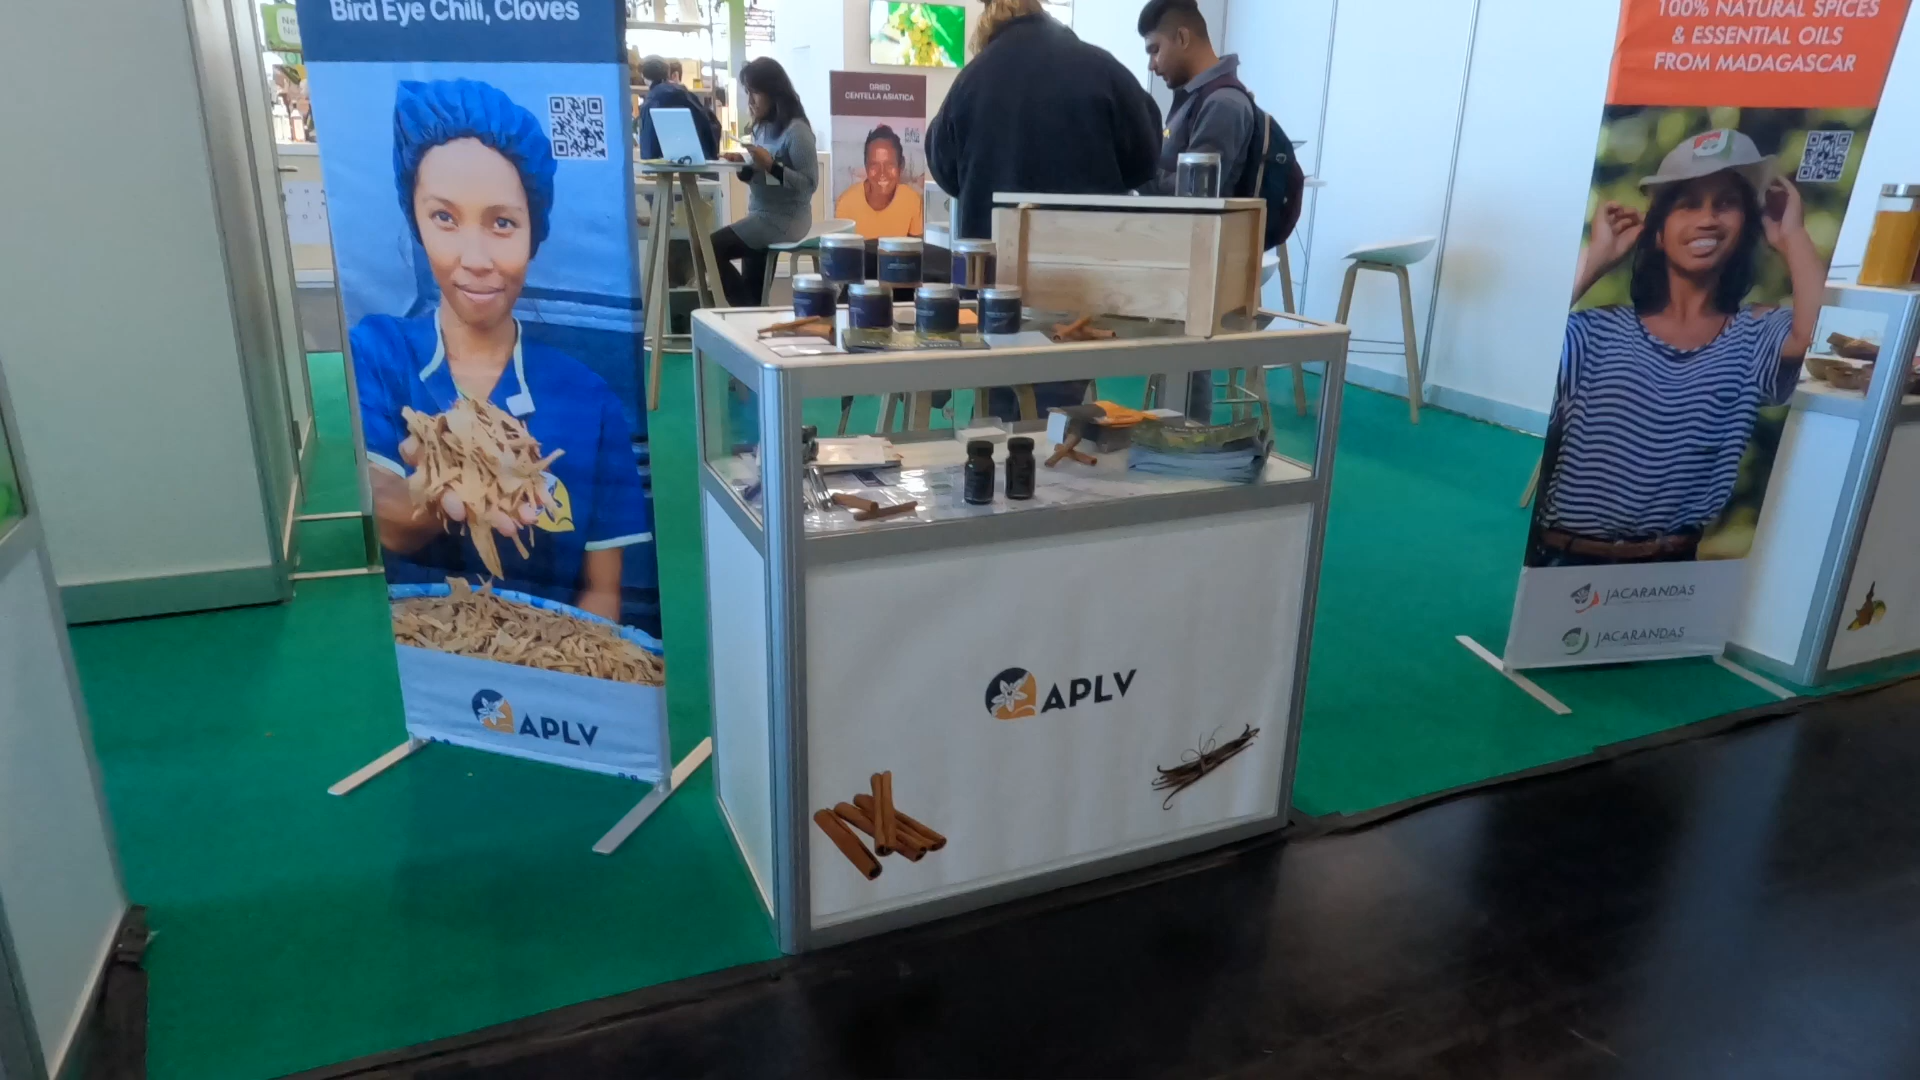 Bird Eye Chili, Cloves
APLV
DRIED
CENTELLA ASIATICA
APLV
100% NATURAL SPICES
& ESSENTIAL OILS
FROM MADAGASCAR
JACARANDAS
JACARANDAS